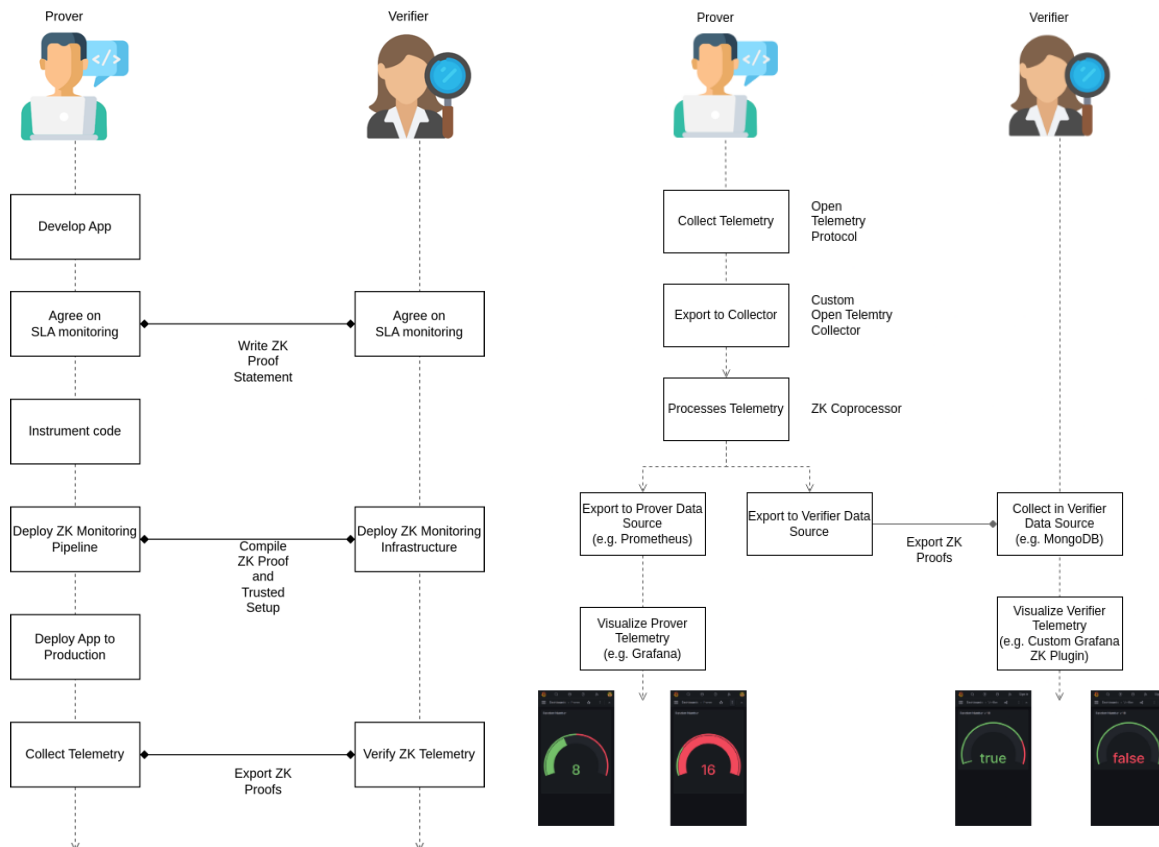 Prover
Verifier
Develop App
Agree on
SLA monitoring
Agree on
SLA monitoring
Write ZK
Proof
Statement
Instrument code
Deploy ZK Monitoring
Pipeline
Deploy ZK Monitoring
Infrastructure
Compile
ZK Proof
and
Trusted
Setup
Deploy App to
Production
Collect Telemetry
Verify ZK Telemetry
Export ZK
Proofs
Prover
Verifier
</>
</>
Collect Telemetry
Open
Telemetry
Protocol
Export to Collector
Custom
Open Telemtry
Collector
Processes Telemetry
ZK Coprocessor
Export to Prover Data
Source
(e.g. Prometheus)
Export to Verifier Data
Source
Export ZK
Proofs
Collect in Verifier
Data Source
(e.g. MongoDB)
Visualize Prover
Telemetry
(e.g. Grafana)
Visualize Verifier
Telemetry
(e.g. Custom Grafana
ZK Plugin)
8
16
true
false